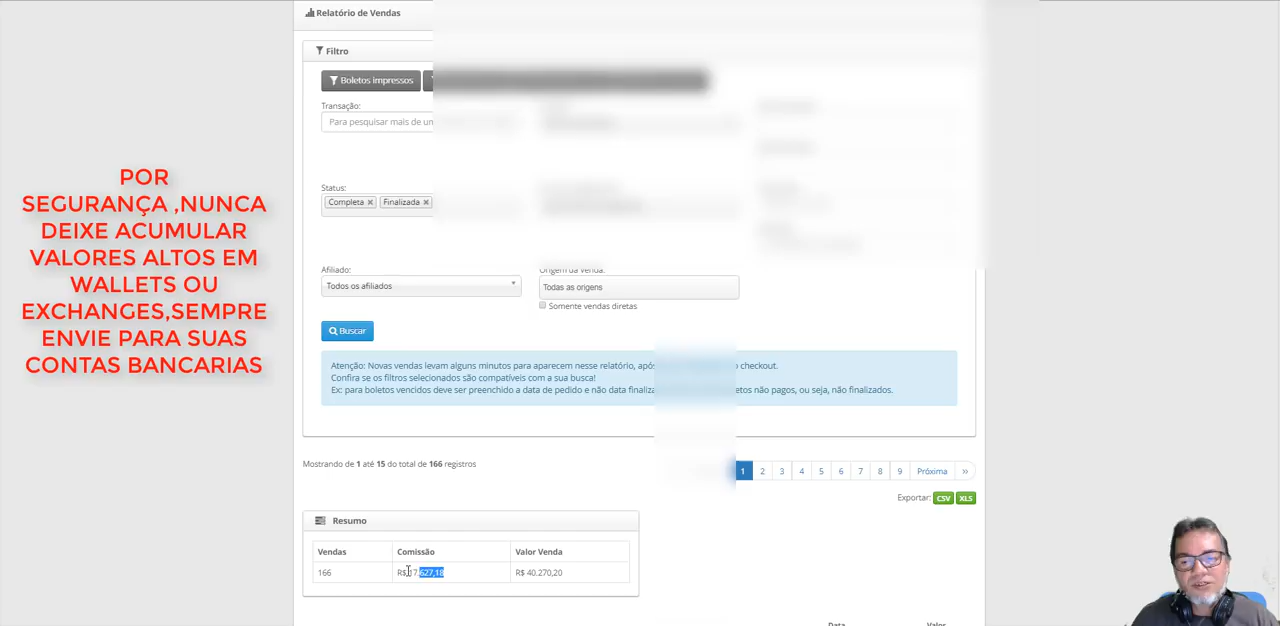 Relatório de Vendas
Filtro
Boletos impressos
Transação:
Para pesquisar mais de um
Status:
Completa ×
Finalizada ×
POR
SEGURANÇA ,NUNCA
DEIXE ACUMULAR
VALORES ALTOS EM
WALLETS OU
EXCHANGES,SEMPRE
ENVIE PARA SUAS
CONTAS BANCARIAS
Afiliado:
Todos os afiliados
Origem da venda:
Todas as origens
Somente vendas diretas
Buscar
Atenção: Novas vendas levam alguns minutos para aparecem nesse relatório, após checkout.
Confira se os filtros selecionados são compatíveis com a sua busca!
Ex: para boletos vencidos deve ser preenchido a data de pedido e não data não pagos, ou seja, não finalizados.
Mostrando de 1 até 15 do total de 166 registros
1 2 3 4 5 6 7 8 9 Próxima »
Exportar: CSV XLS
Resumo
Vendas Comissão Valor Venda
166 R$ 17.627,18 R$ 40.270,20
Data Valor